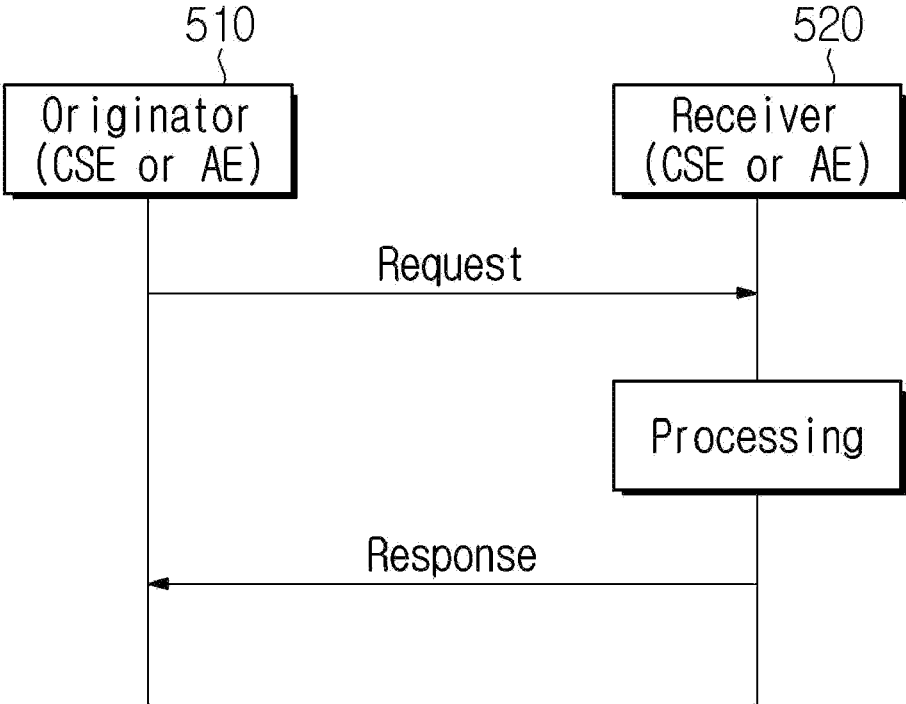 510
520
Originator
(CSE or AE)
Receiver
(CSE or AE)
Request
Processing
Response